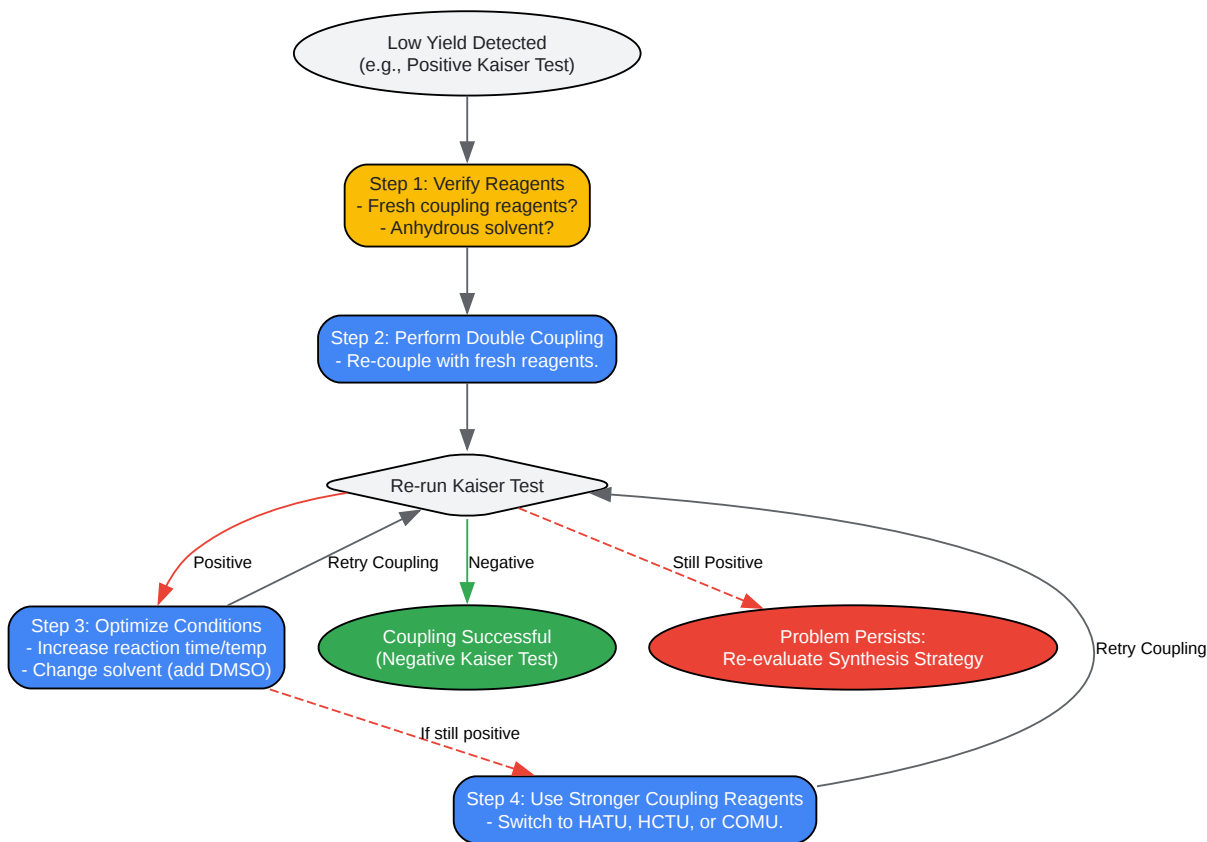 Low Yield Detected
(e.g., Positive Kaiser Test)
Step 1: Verify Reagents
- Fresh coupling reagents?
- Anhydrous solvent?
Step 2: Perform Double Coupling
- Re-couple with fresh reagents.
Re-run Kaiser Test
Positive
Retry Coupling
Negative
Still Positive
Step 3: Optimize Conditions
- Increase reaction time/temp
- Change solvent (add DMSO)
Coupling Successful
(Negative Kaiser Test)
Problem Persists:
Re-evaluate Synthesis Strategy
Retry Coupling
If still positive
Step 4: Use Stronger Coupling Reagents
- Switch to HATU, HCTU, or COMU.